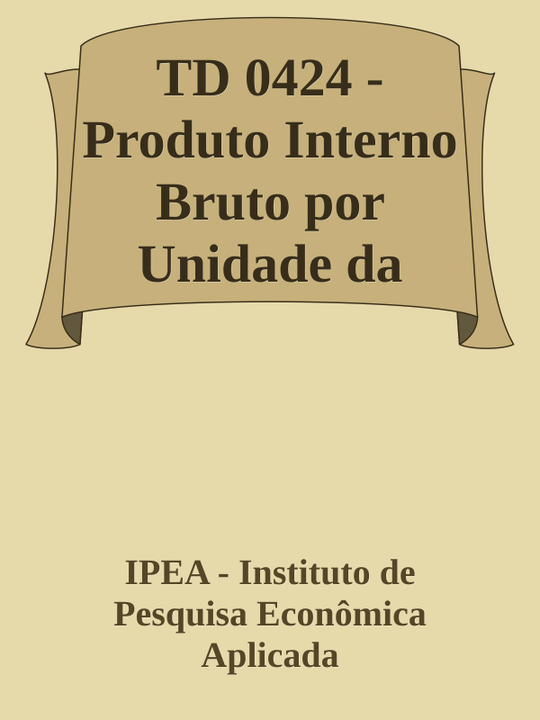 TD 0424 -
Produto Interno
Bruto por
Unidade da
IPEA - Instituto de
Pesquisa Econômica
Aplicada